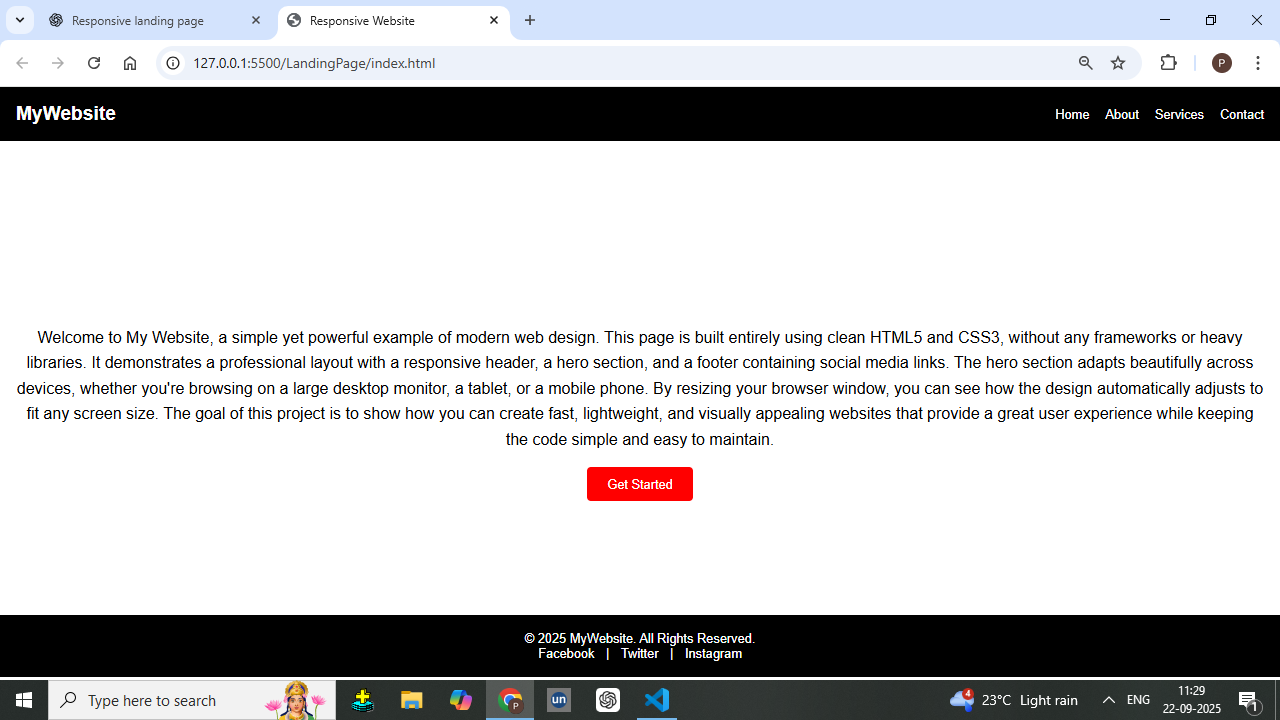 Responsive landing page
Responsive Website
127.0.0.1:5500/LandingPage/index.html
P
MyWebsite
Home About Services Contact
Welcome to My Website, a simple yet powerful example of modern web design. This page is built entirely using clean HTML5 and CSS3, without any frameworks or heavy
libraries. It demonstrates a professional layout with a responsive header, a hero section, and a footer containing social media links. The hero section adapts beautifully across
devices, whether you're browsing on a large desktop monitor, a tablet, or a mobile phone. By resizing your browser window, you can see how the design automatically adjusts to
fit any screen size. The goal of this project is to show how you can create fast, lightweight, and visually appealing websites that provide a great user experience while keeping
the code simple and easy to maintain.
Get Started
© 2025 MyWebsite. All Rights Reserved.
Facebook | Twitter | Instagram
Type here to search
P
un
4
23°C Light rain
ENG
11:29
22-09-2025
1